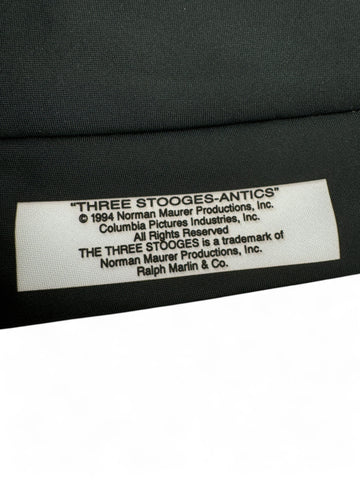 "THREE STOOGES-ANTICS"
© 1994 Norman Maurer Productions, Inc.
Columbia Pictures Industries, Inc.
All Rights Reserved
THE THREE STOOGES is a trademark of
Norman Maurer Productions, Inc.
Ralph Marlin & Co.